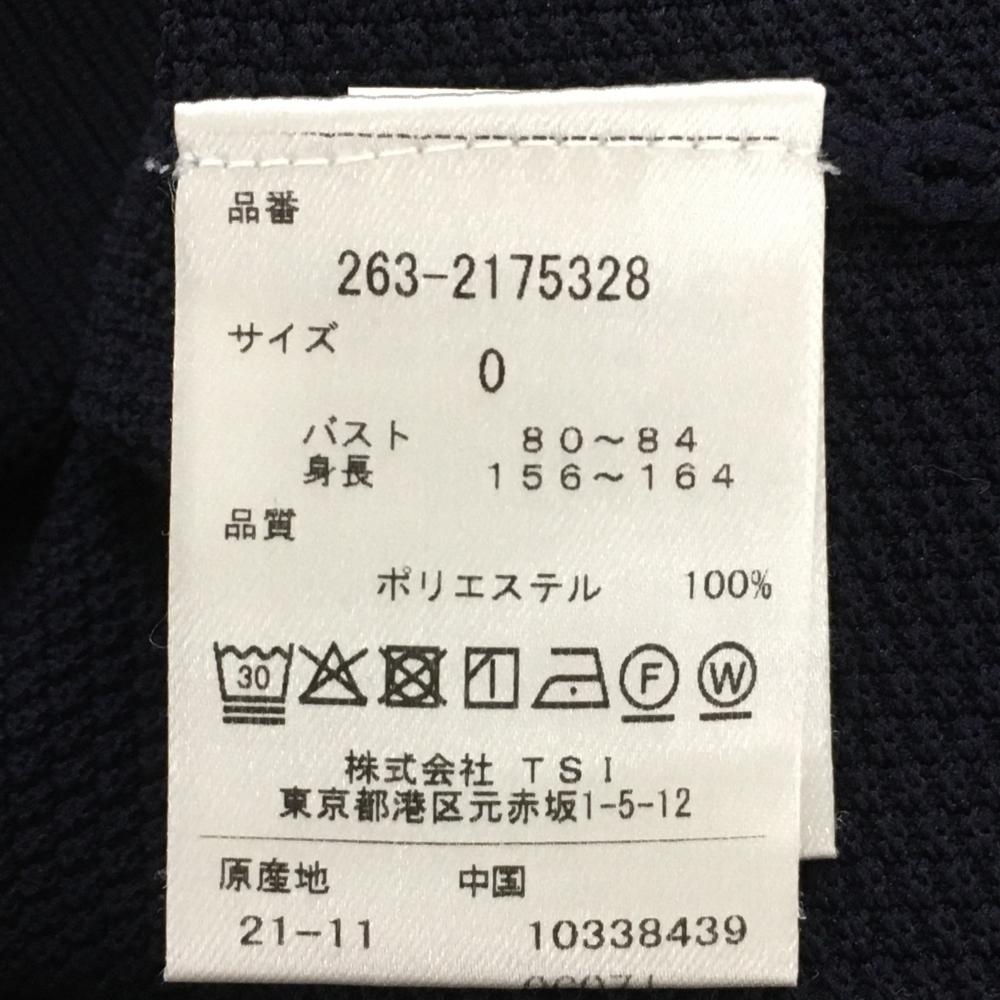 品番
263-2175328
サイズ
0
バスト 80〜84
身長 156〜164
品質
ポリエステル 100%
30 F W
株式会社 TSI
東京都港区元赤坂1-5-12
原産地 中国
21-11 10338439